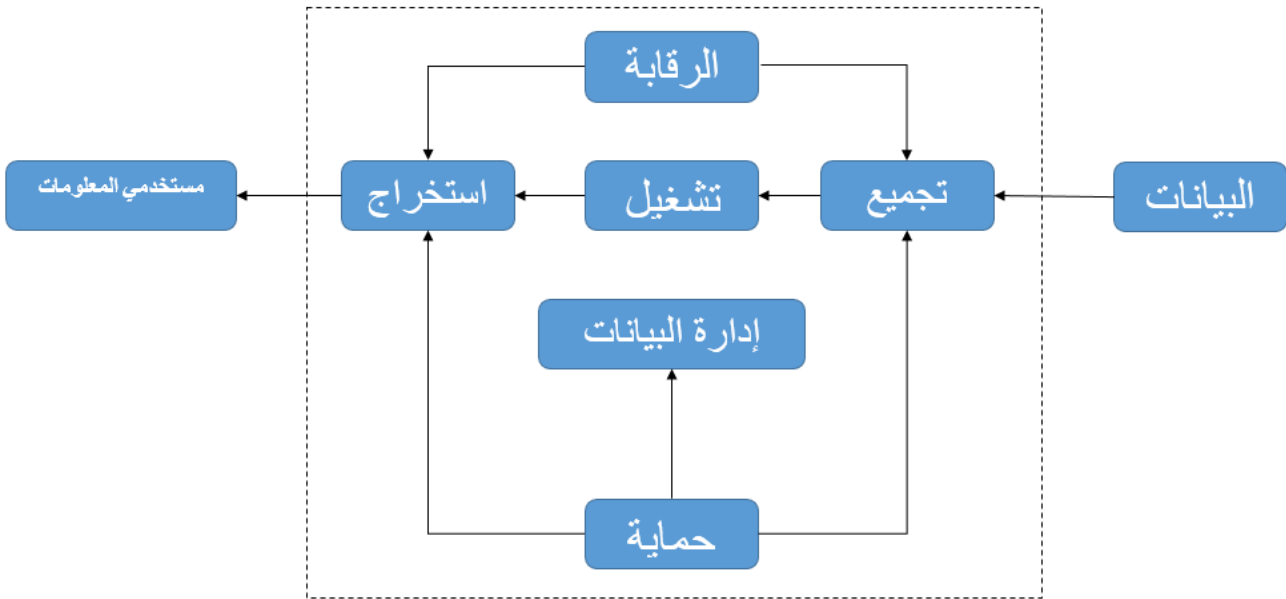 الرقابة
البيانات
تجميع
تشغيل
استخراج
مستخدمي المعلومات
إدارة البيانات
حماية